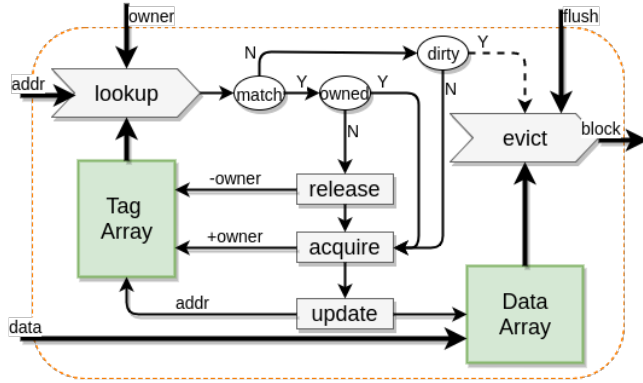 owner
flush
N
dirty
Y
addr
lookup
match
Y
owned
Y
N
evict
block
N
Tag
Array
-owner
release
+owner
acquire
addr
update
Data
Array
data